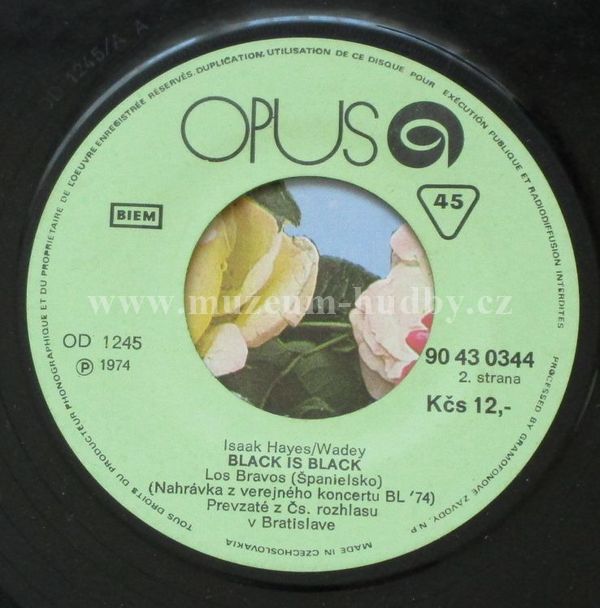 TOUS DROITS DU PRODUCTEUR PHONOGRAPHIQUE ET DU PROPRIÉTAIRE DE L'OEUVRE ENREGISTRÉE RÉSERVÉS. DUPLICATION, UTILISATION DE CE DISQUE POUR EXÉCUTION PUBLIQUE ET RADIODIFFUSION INTERDITES
OPUS
BIEM
45
www.muzeum-hudby.cz
OD 1245
Ⓟ 1974
90 43 0344
2. strana
Kčs 12,-
Isaak Hayes/Wadey
BLACK IS BLACK
Los Bravos (Španielsko)
(Nahrávka z verejného koncertu BL '74)
Prevzaté z Čs. rozhlasu
v Bratislave
PROCESSED BY GRAMOFONOVÉ ZÁVODY, N.P.
MADE IN CZECHOSLOVAKIA